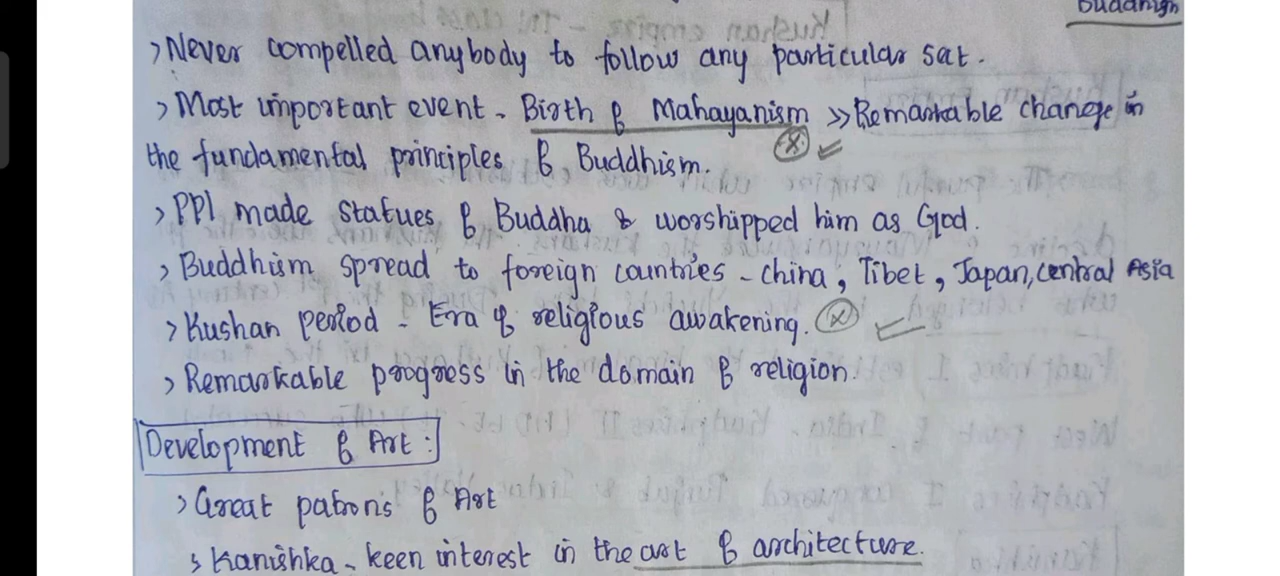 Buddhism
> Never compelled anybody to follow any particular sat.
> Most important event - Birth of Mahayanism >> Remarkable change in
the fundamental principles of Buddhism.
> PPl made statues of Buddha & worshipped him as God.
> Buddhism spread to foreign countries - China, Tibet, Japan, Central Asia
> Kushan period - Era of religious awakening.
> Remarkable progress in the domain of religion.
Development of Art:
> Great patrons of Art
> Kanishka - keen interest in the art of architecture.